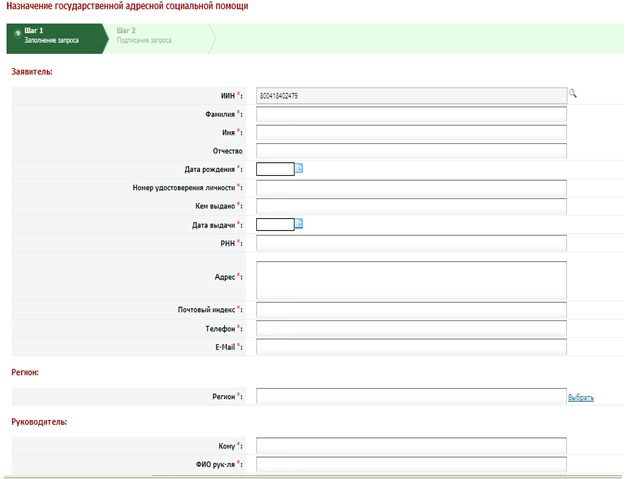 Назначение государственной адресной социальной помощи
Шаг 1
Заполнение запроса
Шаг 2
Подписание запроса
Заявитель:
ИИН *: 800418402479
Фамилия *:
Имя *:
Отчество
Дата рождения *:
Номер удостоверения личности *:
Кем выдано *:
Дата выдачи *:
РНН *:
Адрес *:
Почтовый индекс *:
Телефон *:
E-Mail *:
Регион:
Регион *: Выбрать
Руководитель:
Кому *:
ФИО рук-ля *: